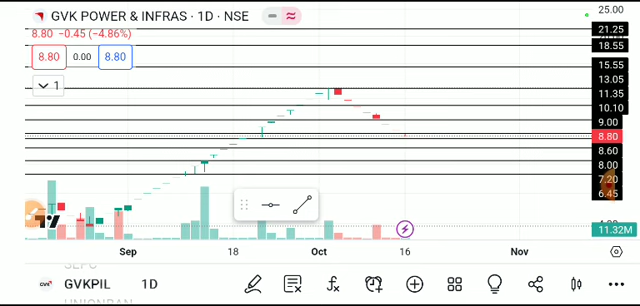 GVK POWER & INFRAS · 1D · NSE
25.00
8.80 −0.45 (−4.86%)
21.25
8.80 0.00 8.80
18.55
15.55
1
13.05
11.35
10.10
9.00
8.80
8.60
8.00
7.20
6.45
11.32M
Sep 18 Oct 16 Nov
GVKPIL 1D